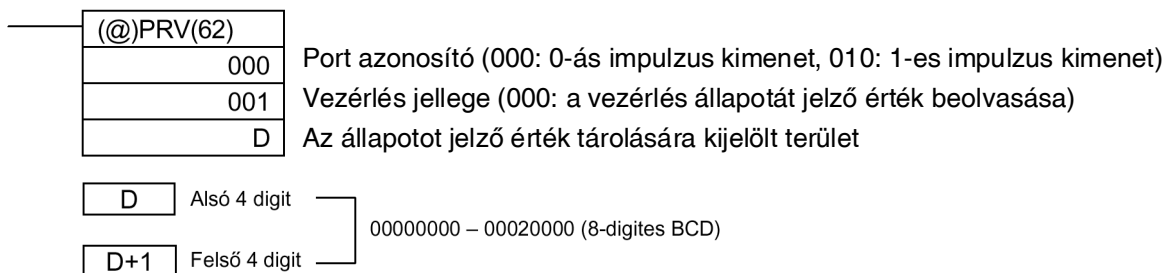 (@)PRV(62)
000 Port azonosító (000: 0-ás impulzus kimenet, 010: 1-es impulzus kimenet)
001 Vezérlés jellege (000: a vezérlés állapotát jelző érték beolvasása)
D Az állapotot jelző érték tárolására kijelölt terület
D Alsó 4 digit
00000000 – 00020000 (8-digites BCD)
D+1 Felső 4 digit